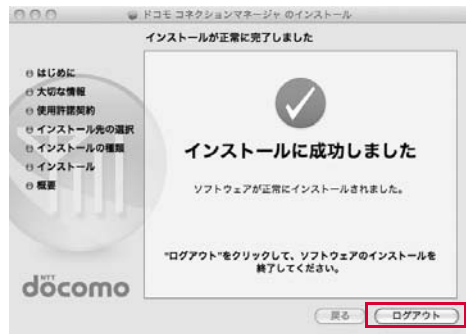 ドコモ コネクションマネージャ のインストール
インストールが正常に完了しました
はじめに
大切な情報
使用許諾契約
インストール先の選択
インストールの種類
インストール
概要
インストールに成功しました
ソフトウェアが正常にインストールされました。
"ログアウト"をクリックして、ソフトウェアのインストールを
終了してください。
NTT
döcomo
戻る
ログアウト